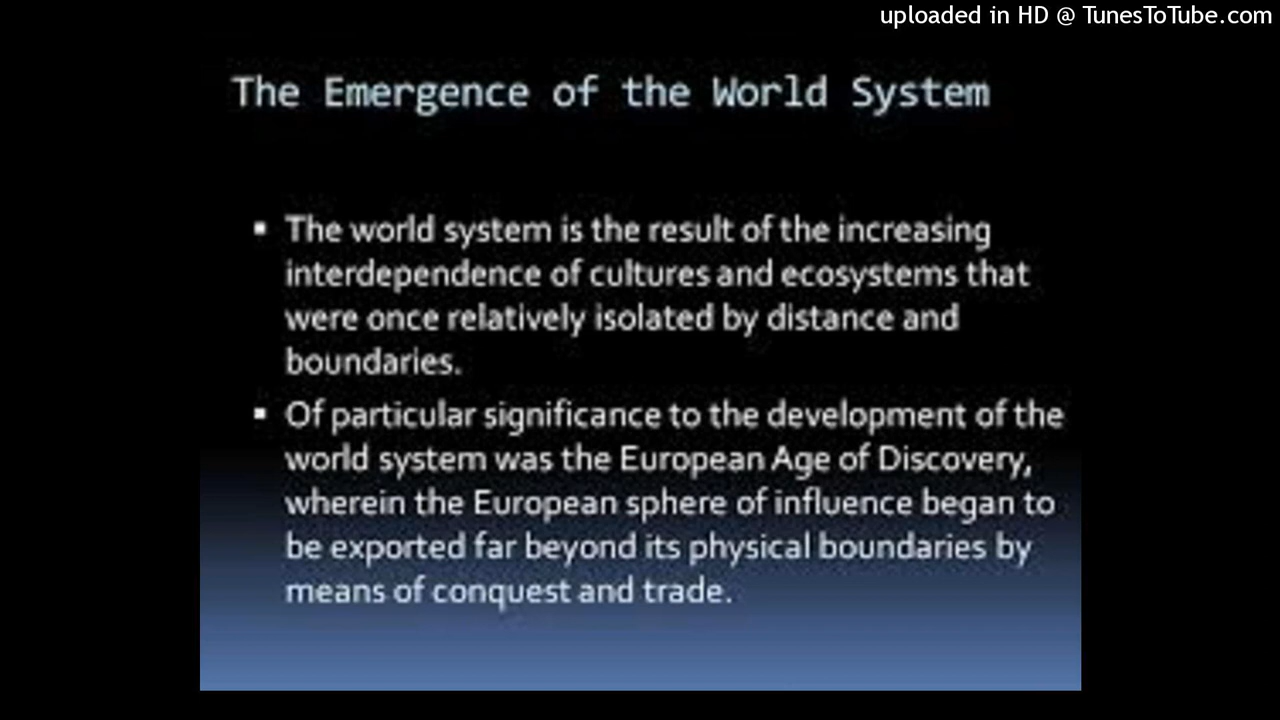 uploaded in HD @ TunesToTube.com
The Emergence of the World System
▪ The world system is the result of the increasing
interdependence of cultures and ecosystems that
were once relatively isolated by distance and
boundaries.
▪ Of particular significance to the development of the
world system was the European Age of Discovery,
wherein the European sphere of influence began to
be exported far beyond its physical boundaries by
means of conquest and trade.